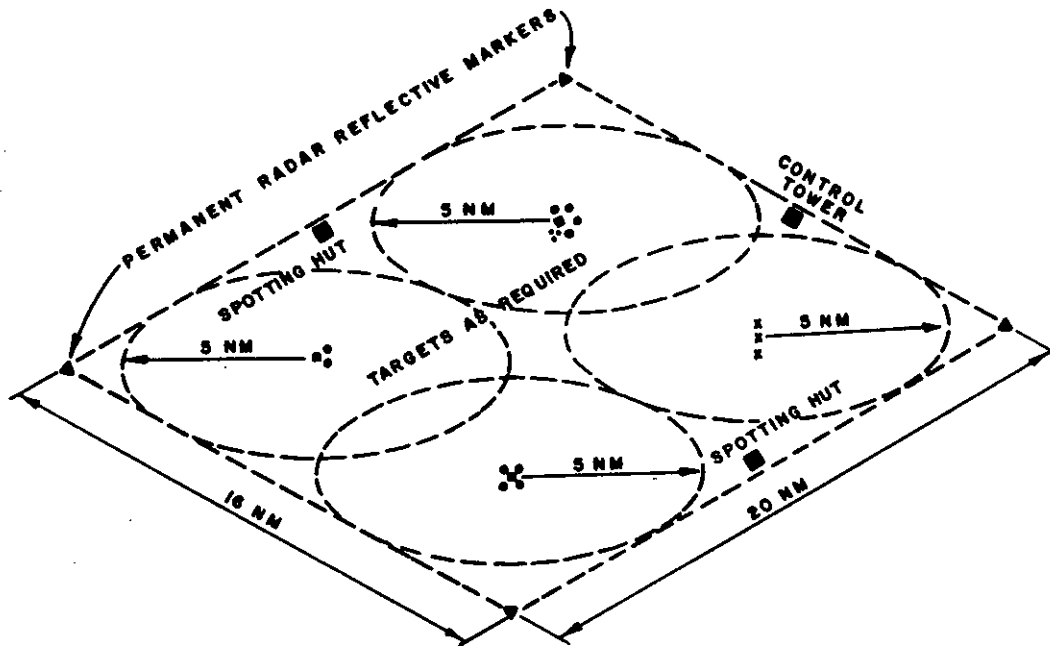 PERMANENT RADAR REFLECTIVE MARKERS
CONTROL
TOWER
5 NM
SPOTTING HUT
TARGETS AS REQUIRED
5 NM
5 NM
SPOTTING HUT
5 NM
16 NM
20 NM